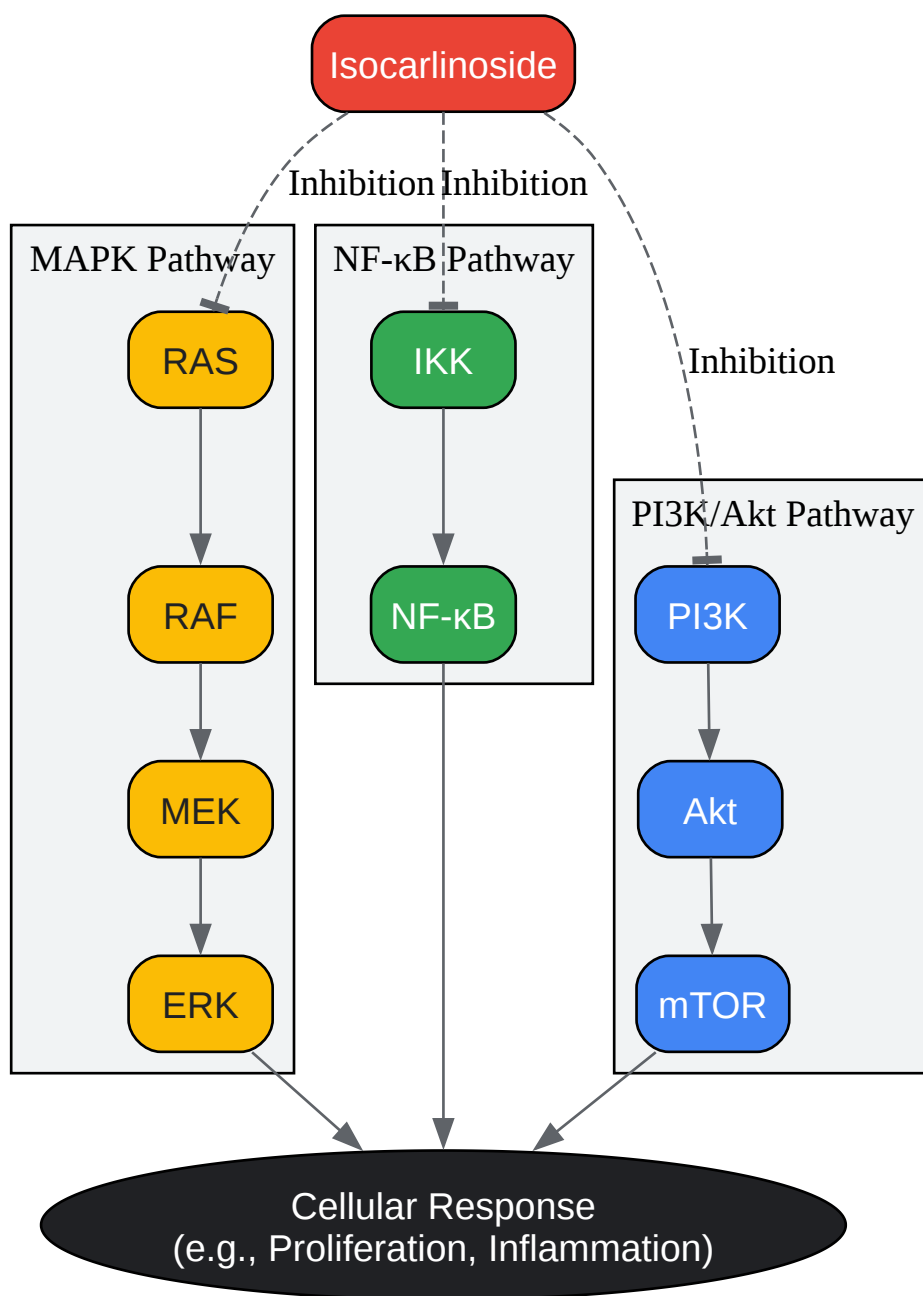 Isocarlinoside
Inhibition
Inhibition
MAPK Pathway
NF-κB Pathway
RAS
IKK
Inhibition
PI3K/Akt Pathway
RAF
NF-κB
PI3K
MEK
Akt
ERK
mTOR
Cellular Response
(e.g., Proliferation, Inflammation)